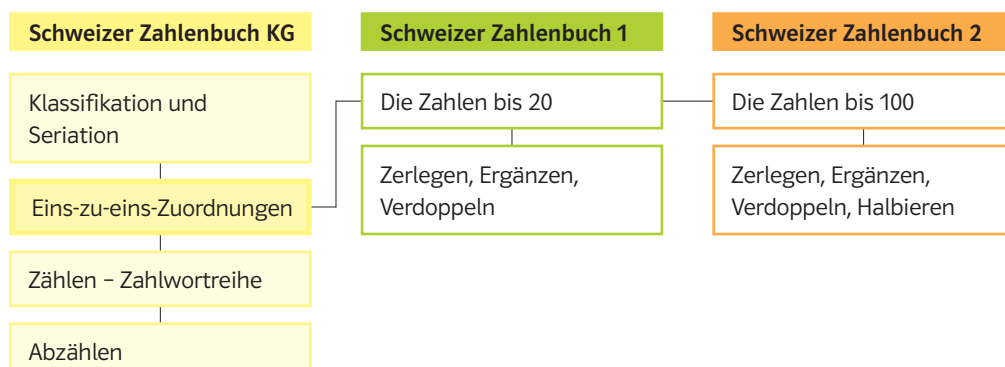 Schweizer Zahlenbuch KG
Klassifikation und
Seriation
Eins-zu-eins-Zuordnungen
Zählen – Zahlwortreihe
Abzählen
Schweizer Zahlenbuch 1
Die Zahlen bis 20
Zerlegen, Ergänzen,
Verdoppeln
Schweizer Zahlenbuch 2
Die Zahlen bis 100
Zerlegen, Ergänzen,
Verdoppeln, Halbieren